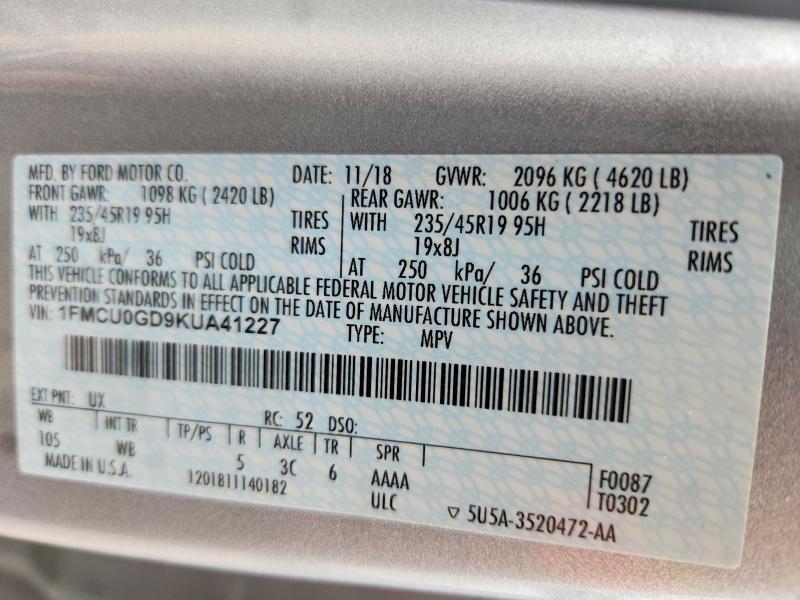 MFD. BY FORD MOTOR CO. DATE: 11/18 GVWR: 2096 KG ( 4620 LB)
FRONT GAWR: 1098 KG ( 2420 LB) REAR GAWR: 1006 KG ( 2218 LB)
WITH 235/45R19 95H TIRES WITH 235/45R19 95H TIRES
19x8J RIMS 19x8J RIMS
AT 250 kPa/ 36 PSI COLD AT 250 kPa/ 36 PSI COLD
THIS VEHICLE CONFORMS TO ALL APPLICABLE FEDERAL MOTOR VEHICLE SAFETY AND THEFT
PREVENTION STANDARDS IN EFFECT ON THE DATE OF MANUFACTURE SHOWN ABOVE.
VIN: 1FMCU0GD9KUA41227 TYPE: MPV
EXT PNT: UX RC: 52 DSO:
WB INT TR TP/PS R AXLE TR SPR
105 WB 5 3C 6 AAAA F0087
MADE IN U.S.A. 1201811140182 ULC T0302
▽ 5U5A-3520472-AA